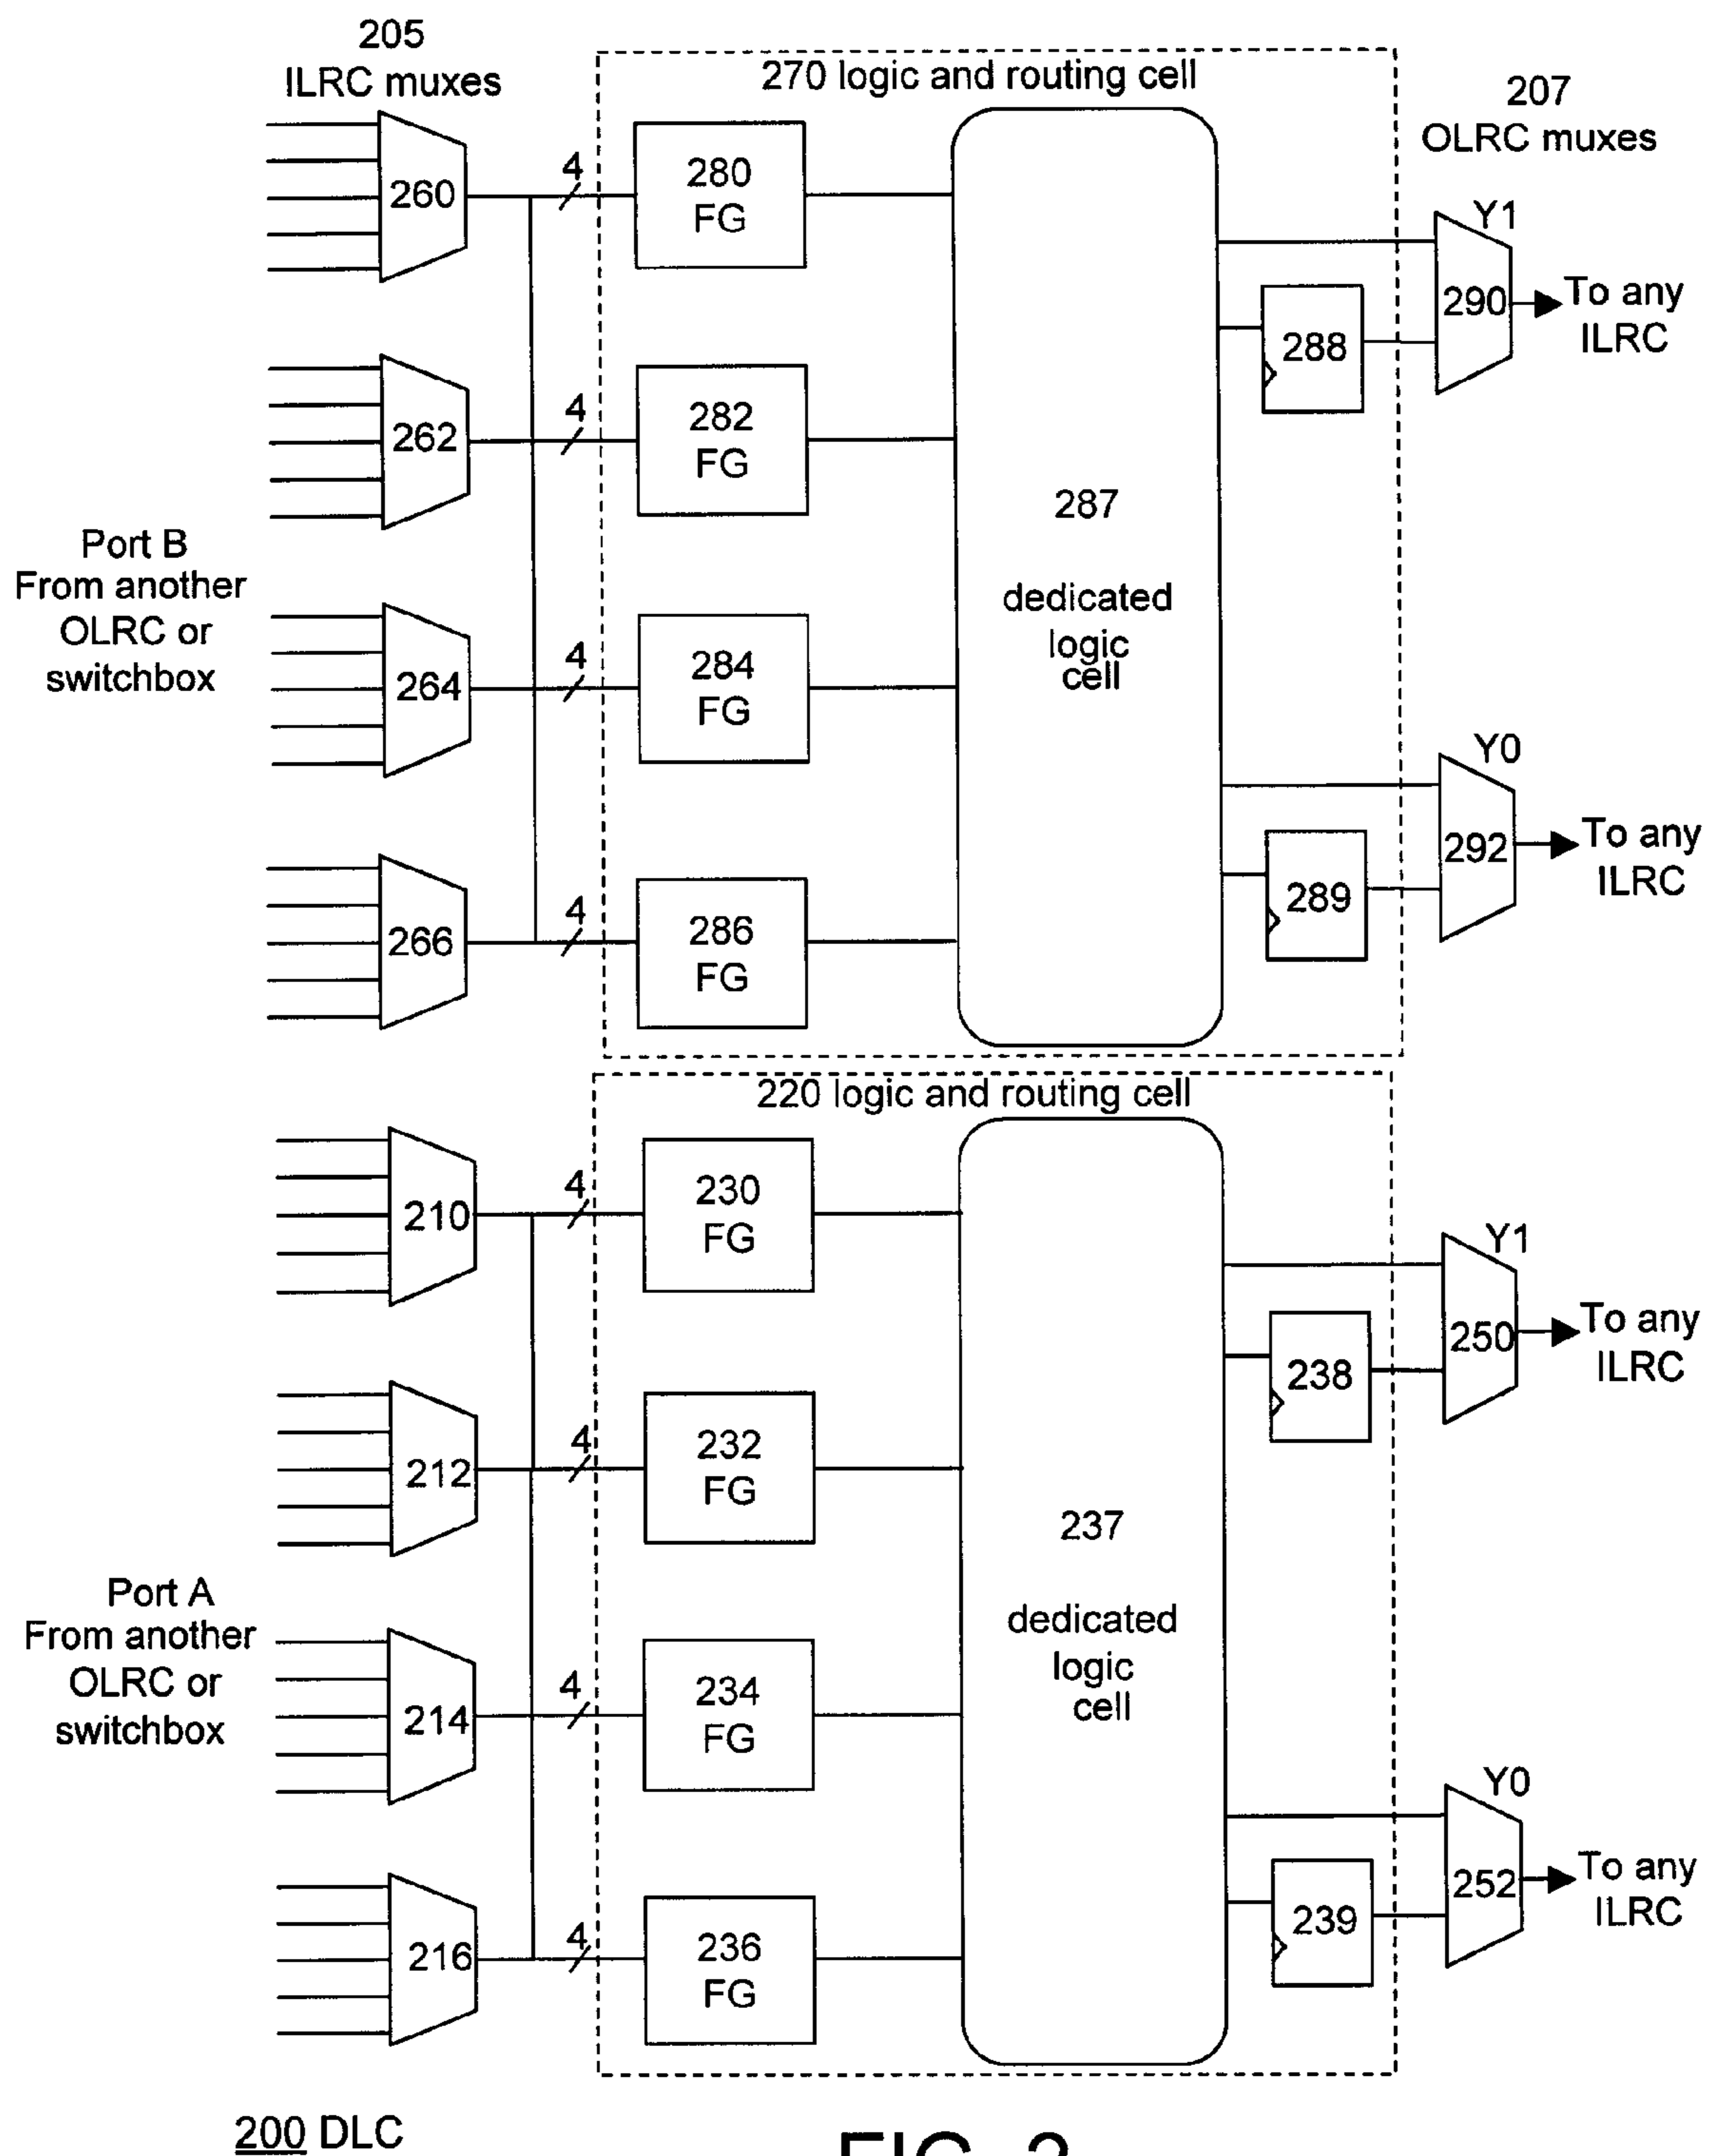 205
ILRC muxes
270 logic and routing cell
207
OLRC muxes
260
4
280
FG
Y1
290
To any
ILRC
288
262
4
282
FG
287
dedicated
logic
cell
Port B
From another
OLRC or
switchbox
264
4
284
FG
Y0
292
To any
ILRC
289
266
4
286
FG
220 logic and routing cell
210
4
230
FG
Y1
250
To any
ILRC
238
212
4
232
FG
237
dedicated
logic
cell
Port A
From another
OLRC or
switchbox
214
4
234
FG
Y0
252
To any
ILRC
239
216
4
236
FG
200 DLC